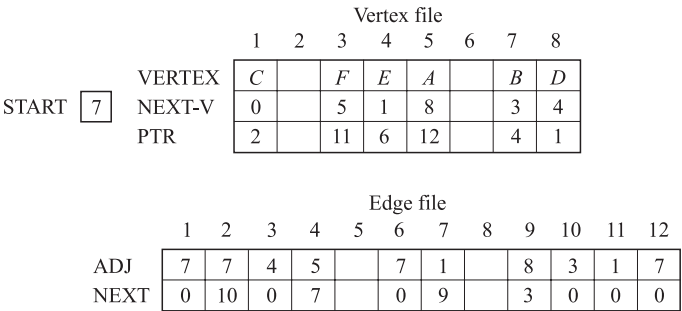 Vertex file
1 2 3 4 5 6 7 8
VERTEX C F E A B D
START 7 NEXT-V 0 5 1 8 3 4
PTR 2 11 6 12 4 1
Edge file
1 2 3 4 5 6 7 8 9 10 11 12
ADJ 7 7 4 5 7 1 8 3 1 7
NEXT 0 10 0 7 0 9 3 0 0 0